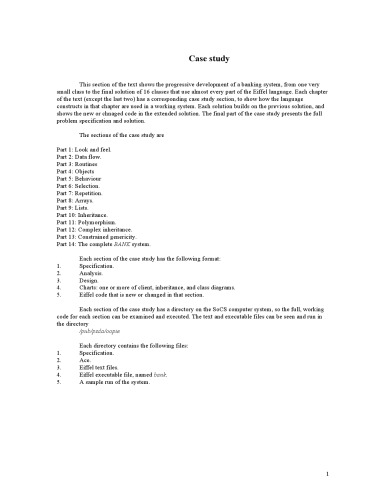 Case study
This section of the text shows the progressive development of a banking system, from one very
small class to the final solution of 16 classes that use almost every part of the Eiffel language. Each chapter
of the text (except the last two) has a corresponding case study section, to show how the language
constructs in that chapter are used in a working system. Each solution builds on the previous solution, and
shows the new or changed code in the extended solution. The final part of the case study presents the full
problem specification and solution.
The sections of the case study are
Part 1: Look and feel.
Part 2: Data flow.
Part 3: Routines
Part 4: Objects
Part 5: Behaviour
Part 6: Selection.
Part 7: Repetition.
Part 8: Arrays.
Part 9: Lists.
Part 10: Inheritance.
Part 11: Polymorphism.
Part 12: Complex inheritance.
Part 13: Constrained genericity.
Part 14: The complete BANK system.
Each section of the case study has the following format:
1. Specification.
2. Analysis.
3. Design.
4. Charts: one or more of client, inheritance, and class diagrams.
5. Eiffel code that is new or changed in that section.
Each section of the case study has a directory on the SoCS computer system, so the full, working
code for each section can be examined and executed. The text and executable files can be seen and run in
the directory
Each directory contains the following files:
1. Specification.
2. Ace.
3. Eiffel text files.
4. Eiffel executable file, named bank.
5. A sample run of the system.
1